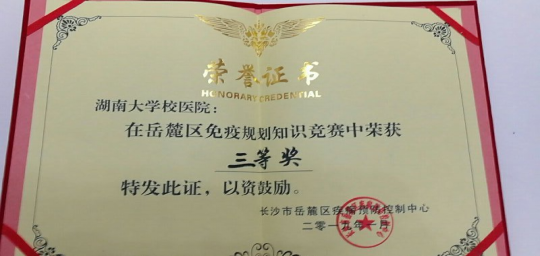 荣誉证书
HONORARY CREDENTIAL
湖南大学校医院：
在岳麓区免疫规划知识竞赛中荣获
三等奖
特发此证，以资鼓励。
长沙市岳麓区疾病预防控制中心
二零一九年一月